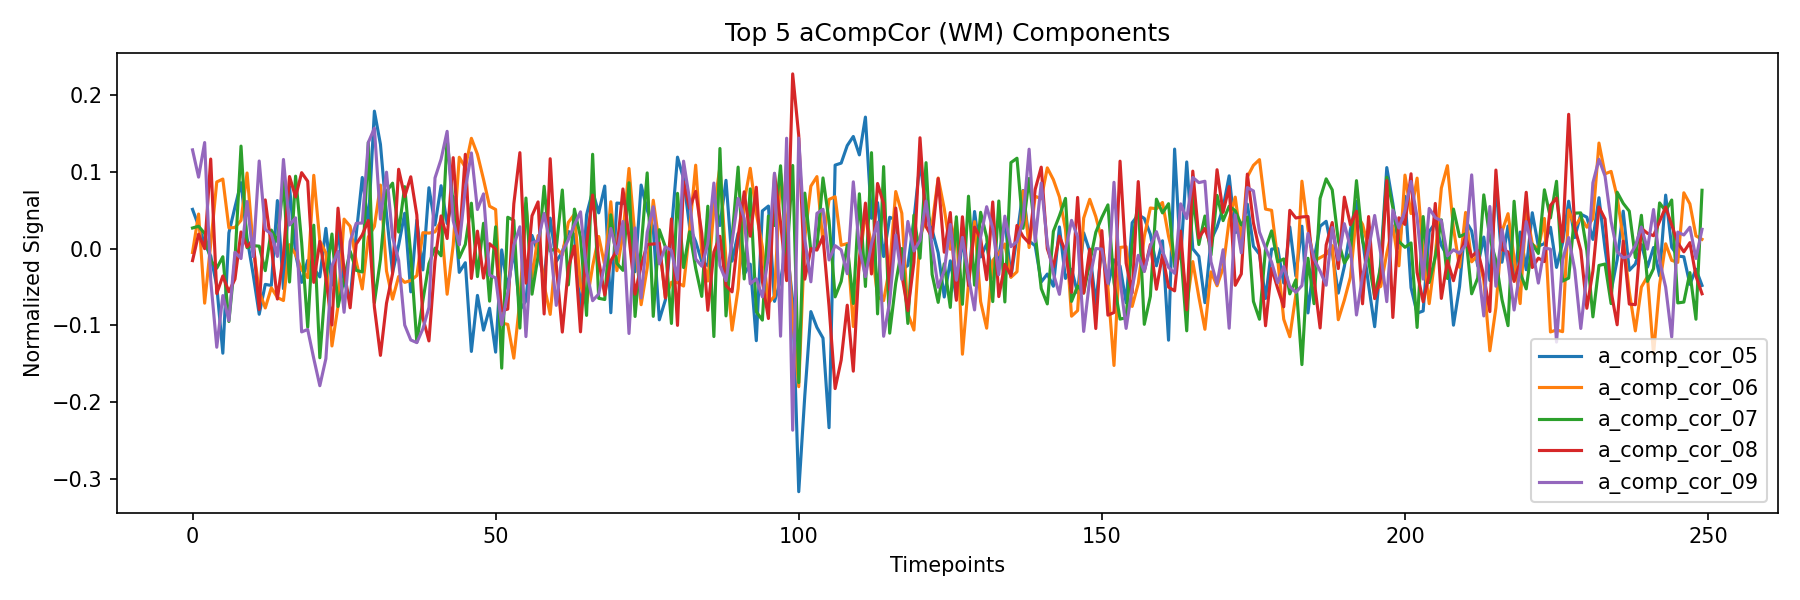 Top 5 aCompCor (WM) Components
Normalized Signal
0.2
0.1
0.0
−0.1
−0.2
−0.3
0
50
100
150
200
250
Timepoints
a_comp_cor_05
a_comp_cor_06
a_comp_cor_07
a_comp_cor_08
a_comp_cor_09